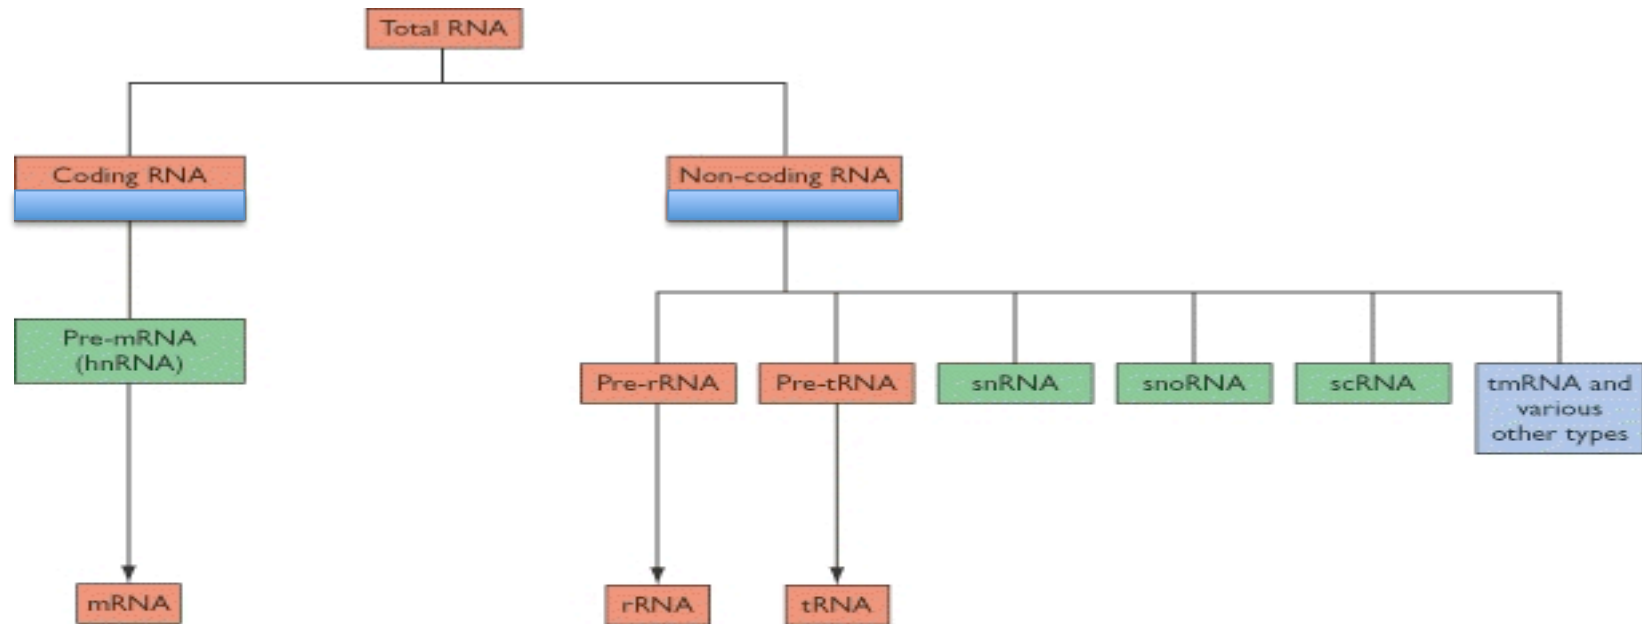 Total RNA
Coding RNA
Non-coding RNA
Pre-mRNA
(hnRNA)
Pre-rRNA
Pre-tRNA
snRNA
snoRNA
scRNA
tmRNA and
various
other types
mRNA
rRNA
tRNA